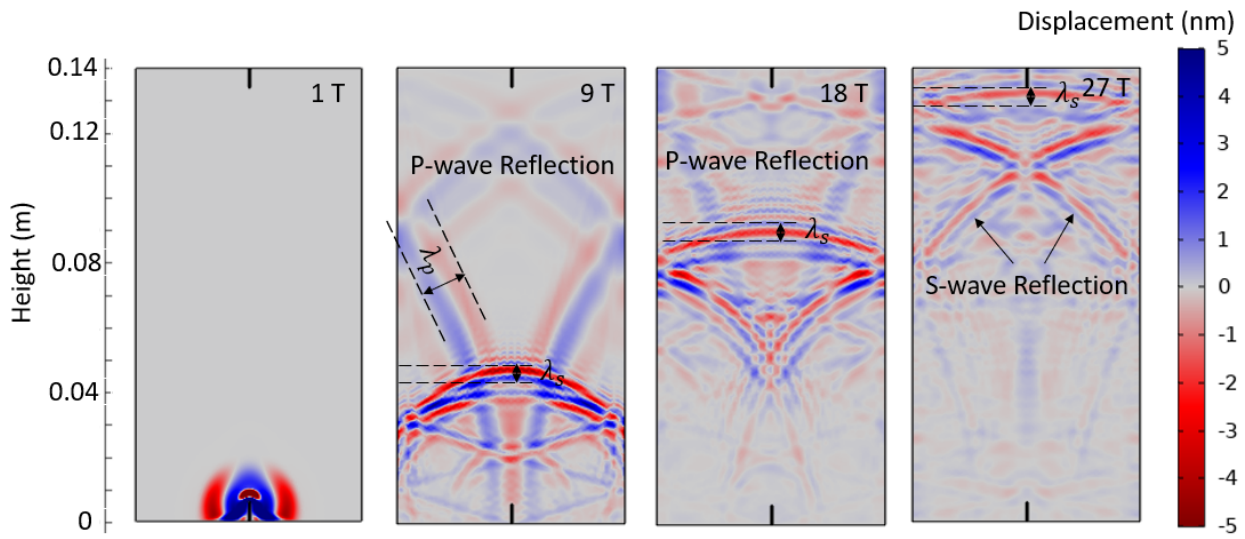 Displacement (nm)
0.14
0.12
0.08
0.04
0
Height (m)
1 T
9 T
P-wave Reflection
λp
λs
18 T
P-wave Reflection
λs
λs 27 T
S-wave Reflection
5
4
3
2
1
0
-1
-2
-3
-4
-5